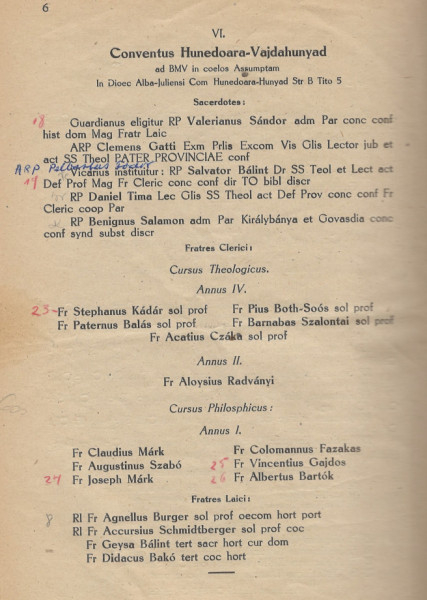 6
VI.
Conventus Hunedoara-Vajdahunyad
ad BMV in coelos Assumptam
In Dioec Alba-Juliensi Com Hunedoara-Hunyad Str B Tito 5
Sacerdotes:
18 Guardianus eligitur RP Valerianus Sándor adm Par conc conf
hist dom Mag Fratr Laic
ARP Clemens Gatti Exm Prlis Excom Vis Glis Lector jub et
act SS Theol PATER PROVINCIAE conf
ARP
Vicarius instituitur: RP Salvator Bálint Dr SS Teol et Lect act
Def Prof Mag Fr Cleric conc conf dir TO bibl discr
RP Daniel Tima Lec Glis SS Theol act Def Prov conc conf Fr
Cleric coop Par
RP Benignus Salamon adm Par Királybánya et Govasdia conc
conf synd subst discr
Fratres Clerici:
Cursus Theologicus.
Annus IV.
23 Fr Stephanus Kádár sol prof Fr Pius Both-Soós sol prof
Fr Paternus Balás sol prof Fr Barnabas Szalontai sol prof
Fr Acatius Czáka sol prof
Annus II.
Fr Aloysius Radványi
Cursus Philosphicus:
Annus I.
Fr Claudius Márk Fr Colomannus Fazakas
Fr Augustinus Szabó 25 Fr Vincentius Gajdos
24 Fr Joseph Márk 26 Fr Albertus Bartók
Fratres Laici:
8 Rl Fr Agnellus Burger sol prof oecom hort port
Rl Fr Accursius Schmidtberger sol prof coc
Fr Geysa Bálint tert sacr hort cur dom
Fr Didacus Bakó tert coc hort